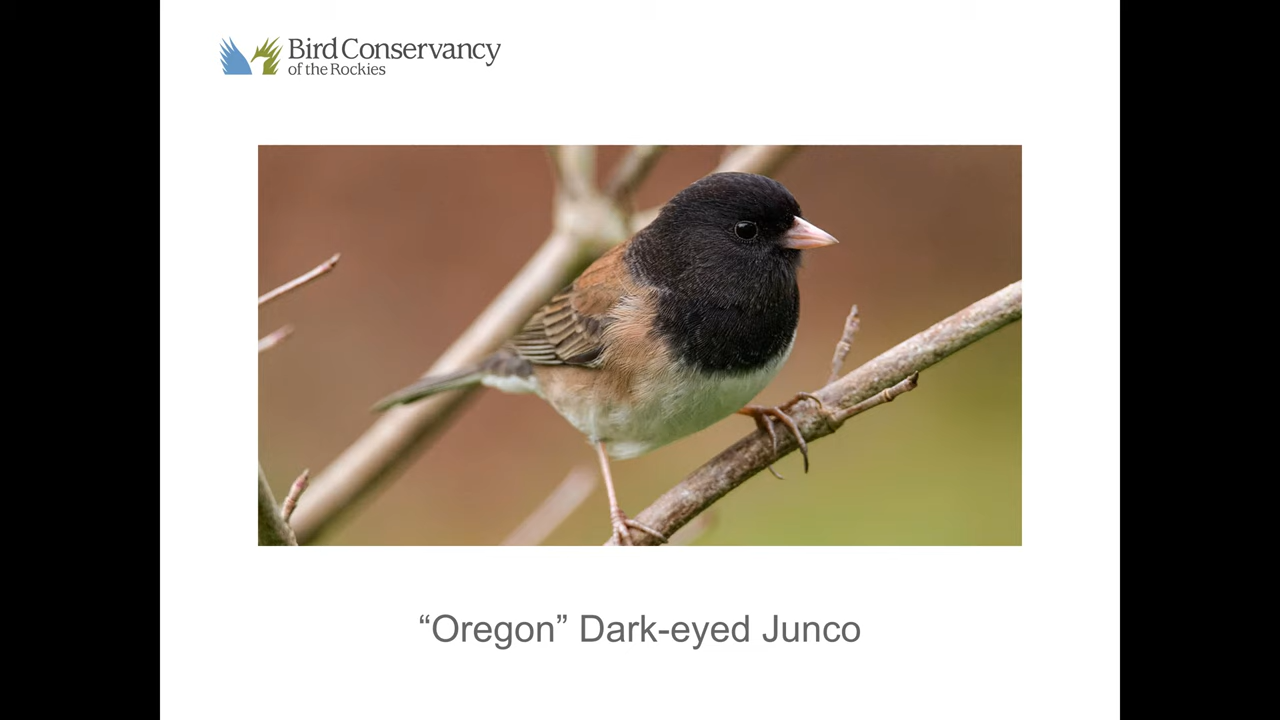 Bird Conservancy
of the Rockies
“Oregon” Dark-eyed Junco